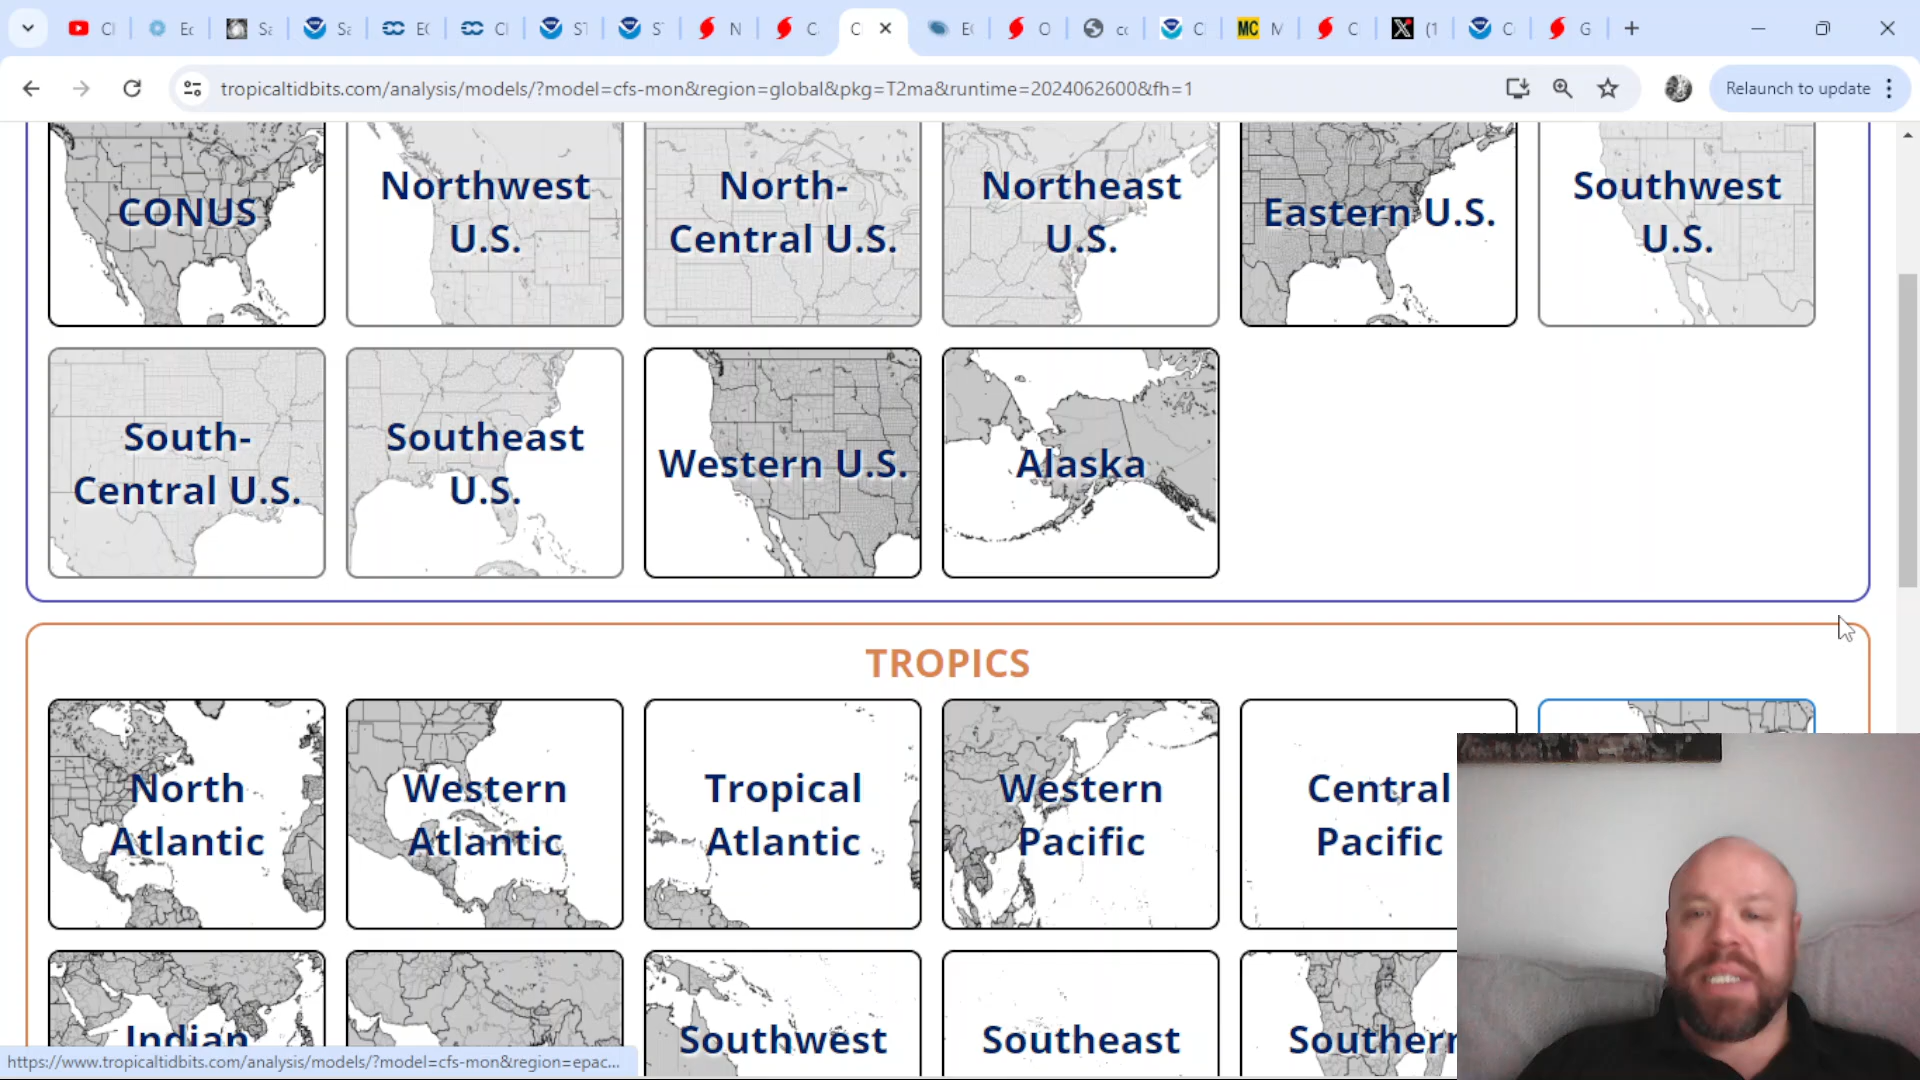 tropicaltidbits.com/analysis/models/?model=cfs-mon&region=global&pkg=T2ma&runtime=2024062600&fh=1
Relaunch to update
CONUS
Northwest
U.S.
North-
Central U.S.
Northeast
U.S.
Eastern U.S.
Southwest
U.S.
South-
Central U.S.
Southeast
U.S.
Western U.S.
Alaska
TROPICS
North
Atlantic
Western
Atlantic
Tropical
Atlantic
Western
Pacific
Central
Pacific
Indian
Southwest
Southeast
Southern
https://www.tropicaltidbits.com/analysis/models/?model=cfs-mon&region=epac...